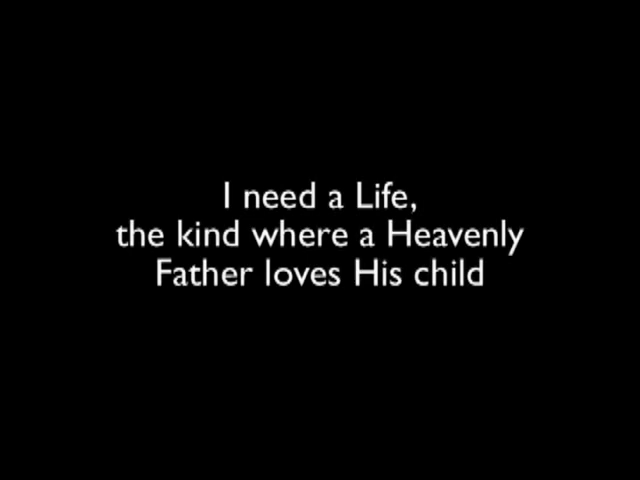 I need a Life,
the kind where a Heavenly
Father loves His child